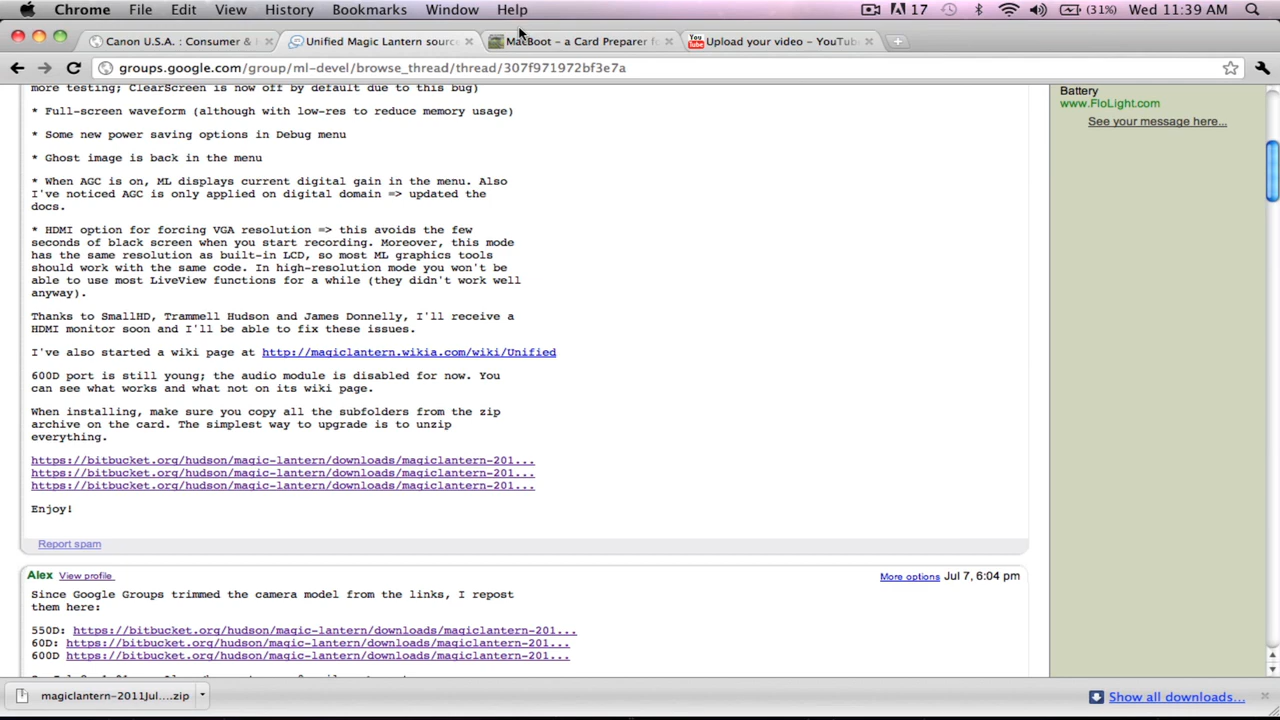 Chrome File Edit View History Bookmarks Window Help 17 (31%) Wed 11:39 AM
Canon U.S.A. : Consumer & Unified Magic Lantern sourc MacBoot – a Card Preparer f Upload your video – YouTub
groups.google.com/group/ml-devel/browse_thread/thread/307f971972bf3e7a
more testing; ClearScreen is now off by default due to this bug)
* Full-screen waveform (although with low-res to reduce memory usage)
* Some new power saving options in Debug menu
* Ghost image is back in the menu
* When AGC is on, ML displays current digital gain in the menu. Also
I've noticed AGC is only applied on digital domain => updated the
docs.
* HDMI option for forcing VGA resolution => this avoids the few
seconds of black screen when you start recording. Moreover, this mode
has the same resolution as built-in LCD, so most ML graphics tools
should work with the same code. In high-resolution mode you won't be
able to use most LiveView functions for a while (they didn't work well
anyway).
Thanks to SmallHD, Trammell Hudson and James Donnelly, I'll receive a
HDMI monitor soon and I'll be able to fix these issues.
I've also started a wiki page at http://magiclantern.wikia.com/wiki/Unified
600D port is still young; the audio module is disabled for now. You
can see what works and what not on its wiki page.
When installing, make sure you copy all the subfolders from the zip
archive on the card. The simplest way to upgrade is to unzip
everything.
https://bitbucket.org/hudson/magic-lantern/downloads/magiclantern-201...
https://bitbucket.org/hudson/magic-lantern/downloads/magiclantern-201...
https://bitbucket.org/hudson/magic-lantern/downloads/magiclantern-201...
Enjoy!
Report spam
Alex View profile More options Jul 7, 6:04 pm
Since Google Groups trimmed the camera model from the links, I repost
them here:
550D: https://bitbucket.org/hudson/magic-lantern/downloads/magiclantern-201...
60D: https://bitbucket.org/hudson/magic-lantern/downloads/magiclantern-201...
600D https://bitbucket.org/hudson/magic-lantern/downloads/magiclantern-201...
Battery
www.FloLight.com
See your message here...
magiclantern-2011Jul....zip Show all downloads...